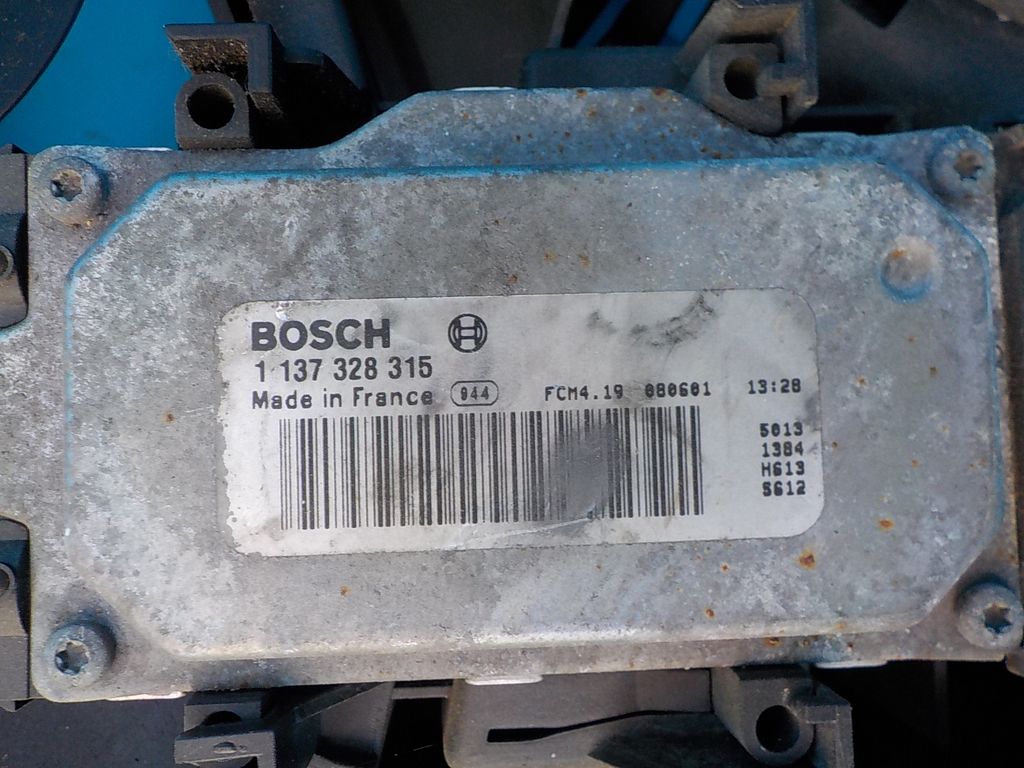 BOSCH
1 137 328 315
Made in France 944 FCM4.19 080601 13:28
5013
1384
H613
S612